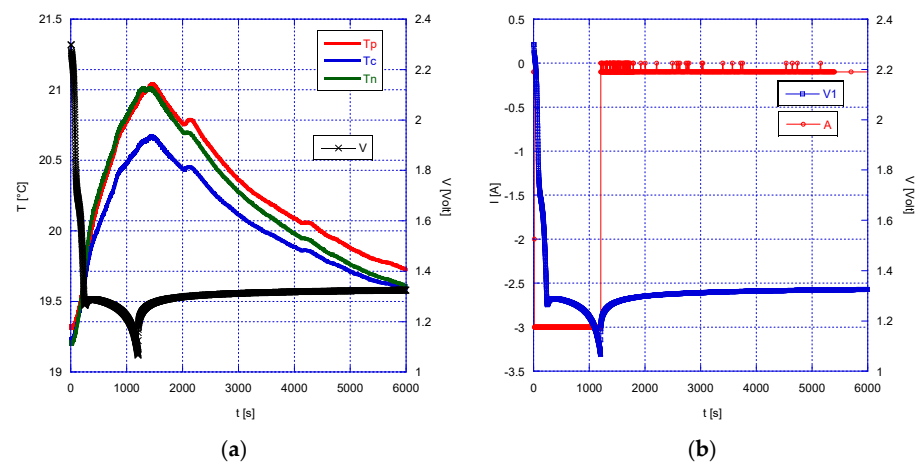 21.5
21
20.5
20
19.5
19
T [°C]
2.4
2.2
2
1.8
1.6
1.4
1.2
1
V [Volt]
Tp
Tc
Tn
V
0 1000 2000 3000 4000 5000 6000
t [s]
(a)
0.5
0
-0.5
-1
-1.5
-2
-2.5
-3
-3.5
I [A]
2.4
2.2
2
1.8
1.6
1.4
1.2
1
V [Volt]
V1
A
0 1000 2000 3000 4000 5000 6000
t [s]
(b)